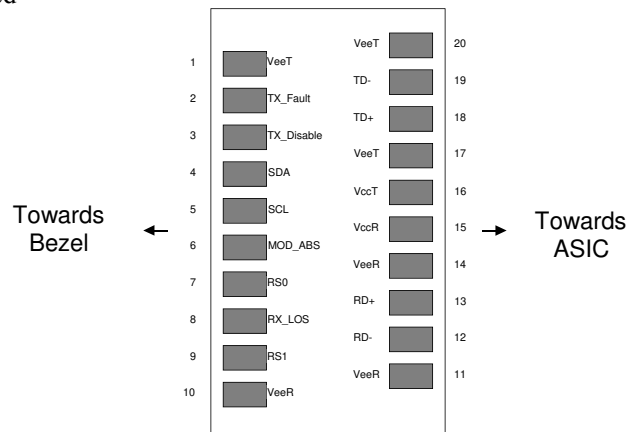 VeeT 20
1 VeeT
TD- 19
2 TX_Fault
TD+ 18
3 TX_Disable
VeeT 17
4 SDA
VccT 16
5 SCL
Towards
Bezel
VccR 15
Towards
ASIC
6 MOD_ABS
VeeR 14
7 RS0
RD+ 13
8 RX_LOS
RD- 12
9 RS1
VeeR 11
10 VeeR